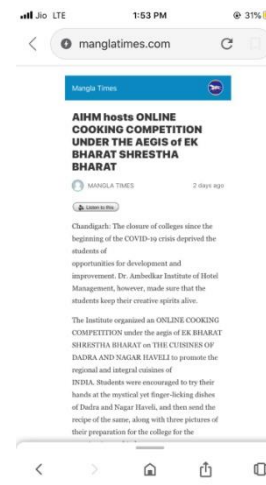 Jio LTE 1:53 PM 31%
manglatimes.com
Mangla Times
AIHM hosts ONLINE
COOKING COMPETITION
UNDER THE AEGIS of EK
BHARAT SHRESTHA
BHARAT
MANGLA TIMES 2 days ago
Listen to this
Chandigarh: The closure of colleges since the
beginning of the COVID-19 crisis deprived the
students of
opportunities for development and
improvement. Dr. Ambedkar Institute of Hotel
Management, however, made sure that the
students keep their creative spirits alive.
The Institute organized an ONLINE COOKING
COMPETITION under the aegis of EK BHARAT
SHRESTHA BHARAT on THE CUISINES OF
DADRA AND NAGAR HAVELI to promote the
regional and integral cuisines of
INDIA. Students were encouraged to try their
hands at the mystical yet finger-licking dishes
of Dadra and Nagar Haveli, and then send the
recipe of the same, along with three pictures of
their preparation for the college for the